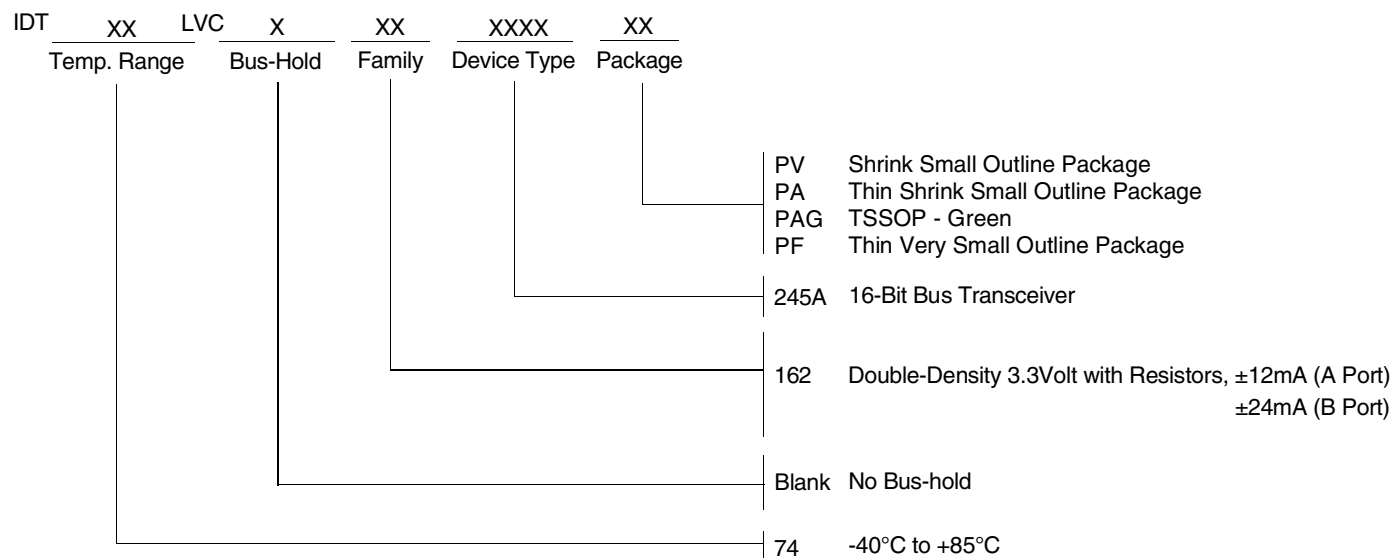 IDT XX LVC X XX XXXX XX
Temp. Range Bus-Hold Family Device Type Package
PV Shrink Small Outline Package
PA Thin Shrink Small Outline Package
PAG TSSOP - Green
PF Thin Very Small Outline Package
245A 16-Bit Bus Transceiver
162 Double-Density 3.3Volt with Resistors, ±12mA (A Port)
±24mA (B Port)
Blank No Bus-hold
74 -40°C to +85°C